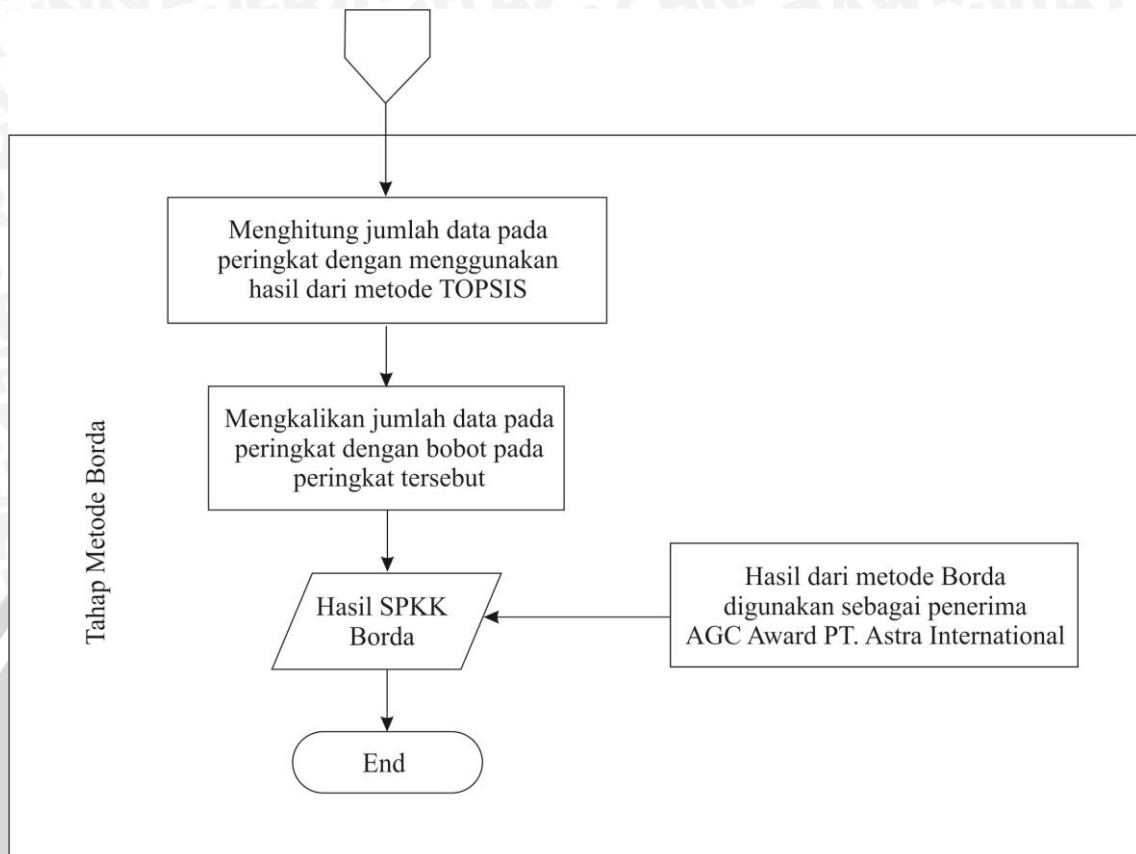 Menghitung jumlah data pada
peringkat dengan menggunakan
hasil dari metode TOPSIS
Mengkalikan jumlah data pada
peringkat dengan bobot pada
peringkat tersebut
Tahap Metode Borda
Hasil SPKK
Borda
Hasil dari metode Borda
digunakan sebagai penerima
AGC Award PT. Astra International
End